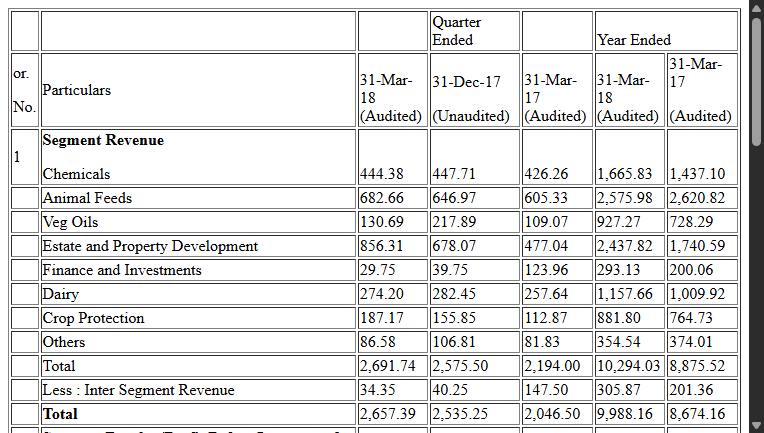 Quarter Ended Year Ended
or. No. Particulars 31-Mar-18 (Audited) 31-Dec-17 (Unaudited) 31-Mar-17 (Audited) 31-Mar-18 (Audited) 31-Mar-17 (Audited)
1 Segment Revenue
Chemicals 444.38 447.71 426.26 1,665.83 1,437.10
Animal Feeds 682.66 646.97 605.33 2,575.98 2,620.82
Veg Oils 130.69 217.89 109.07 927.27 728.29
Estate and Property Development 856.31 678.07 477.04 2,437.82 1,740.59
Finance and Investments 29.75 39.75 123.96 293.13 200.06
Dairy 274.20 282.45 257.64 1,157.66 1,009.92
Crop Protection 187.17 155.85 112.87 881.80 764.73
Others 86.58 106.81 81.83 354.54 374.01
Total 2,691.74 2,575.50 2,194.00 10,294.03 8,875.52
Less : Inter Segment Revenue 34.35 40.25 147.50 305.87 201.36
Total 2,657.39 2,535.25 2,046.50 9,988.16 8,674.16